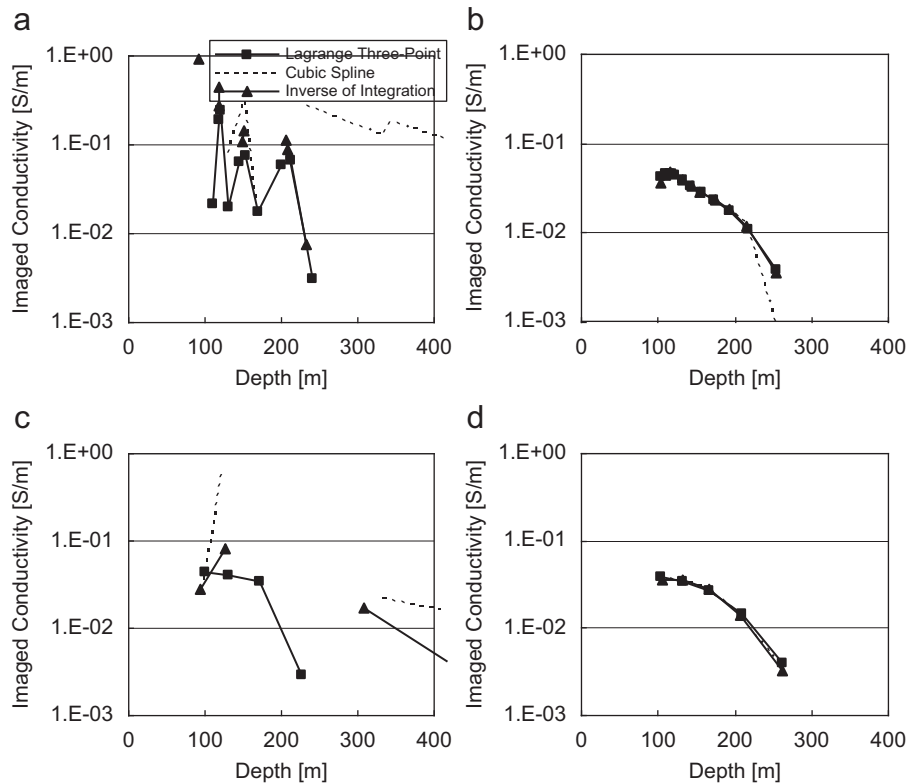 a
Imaged Conductivity [S/m]
1.E+00
1.E-01
1.E-02
1.E-03
Lagrange Three-Point
Cubic Spline
Inverse of Integration
0 100 200 300 400
Depth [m]
b
Imaged Conductivity [S/m]
1.E+00
1.E-01
1.E-02
1.E-03
0 100 200 300 400
Depth [m]
c
Imaged Conductivity [S/m]
1.E+00
1.E-01
1.E-02
1.E-03
0 100 200 300 400
Depth [m]
d
Imaged Conductivity [S/m]
1.E+00
1.E-01
1.E-02
1.E-03
0 100 200 300 400
Depth [m]